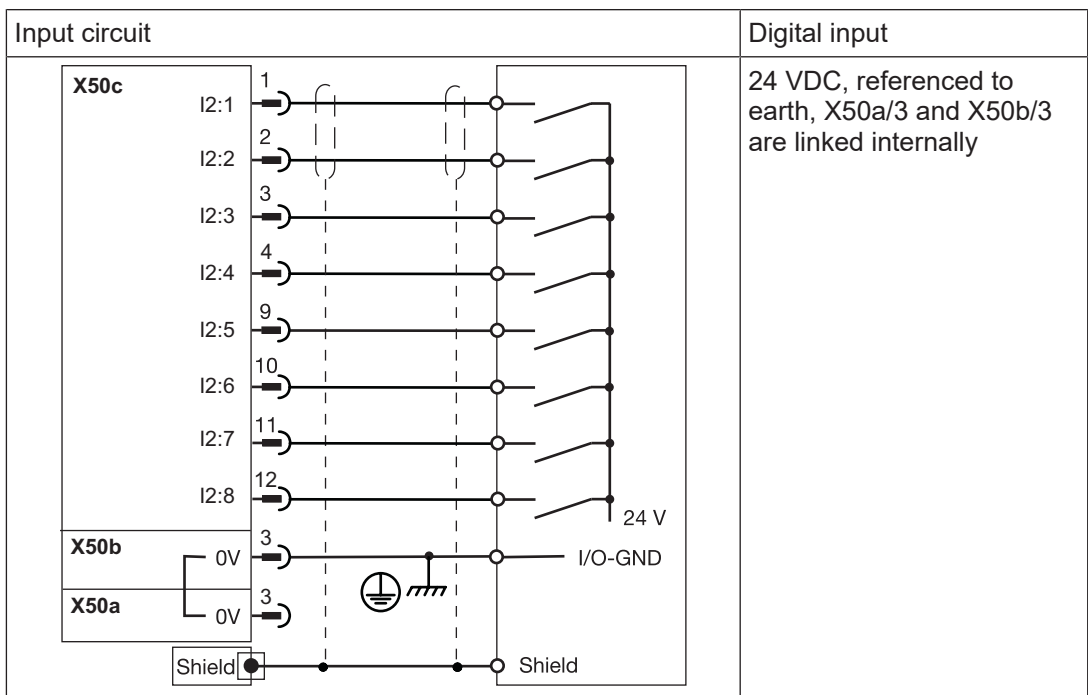 Input circuit
Digital input
X50c
I2:1 1
I2:2 2
I2:3 3
I2:4 4
I2:5 9
I2:6 10
I2:7 11
I2:8 12
24 V
X50b
0V 3
I/O-GND
X50a
0V 3
Shield
Shield
24 VDC, referenced to
earth, X50a/3 and X50b/3
are linked internally